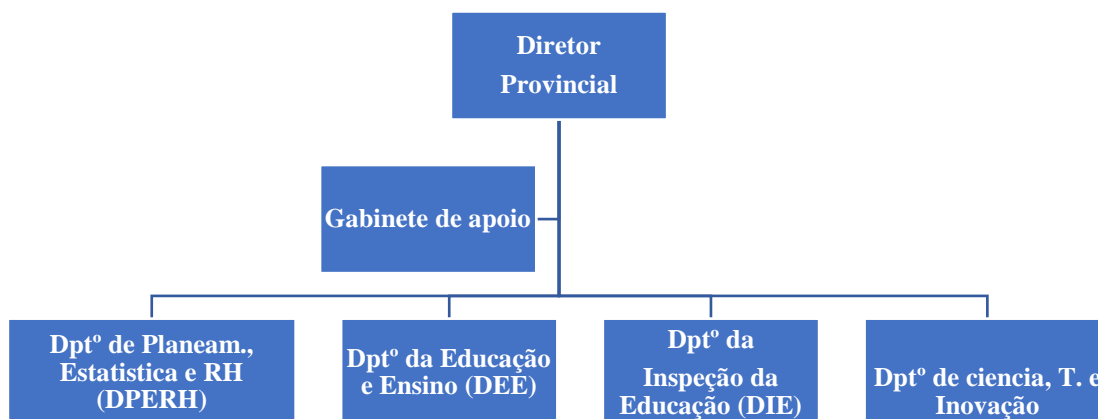 Diretor
Provincial
Gabinete de apoio
Dptº de Planeam.,
Estatistica e RH
(DPERH)
Dptº da Educação
e Ensino (DEE)
Dptº da
Inspeção da
Educação (DIE)
Dptº de ciencia, T. e
Inovação